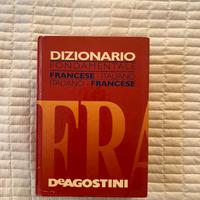 DIZIONARIO
FONDAMENTALE
FRANCESE - ITALIANO
ITALIANO - FRANCESE
FRA
DEAGOSTINI